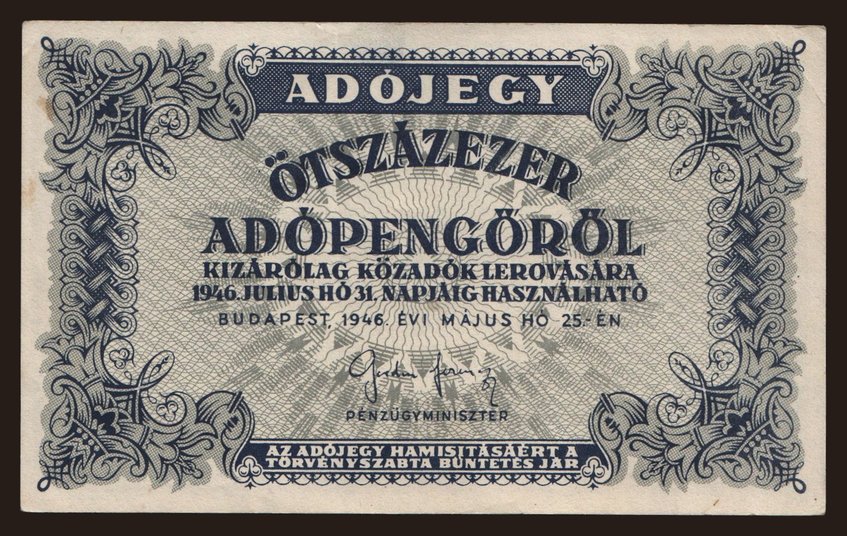 ADÓJEGY
ÖTSZÁZEZER
ADÓPENGŐRŐL
KIZÁRÓLAG KÖZADÓK LEROVÁSÁRA
1946. JULIUS HÓ 31. NAPJÁIG HASZNÁLHATÓ
BUDAPEST, 1946. ÉVI MÁJUS HÓ 25.-ÉN
PÉNZÜGYMINISZTER
AZ ADÓJEGY HAMISITÁSÁÉRT A
TÖRVÉNYSZABTA BÜNTETÉS JÁR